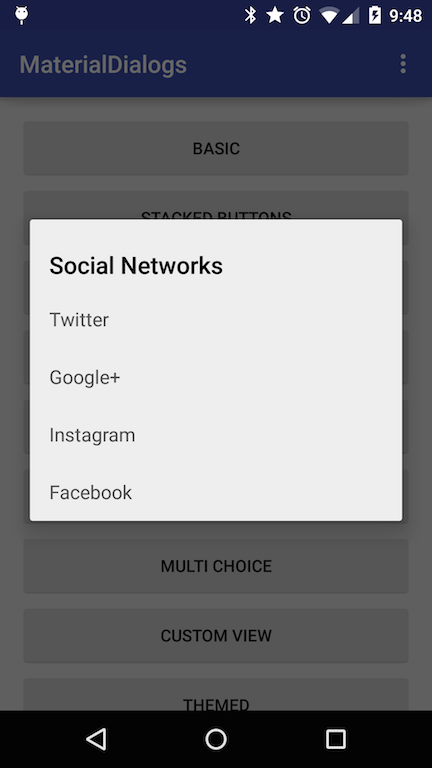 9:48
MaterialDialogs
BASIC
STACKED BUTTONS
Social Networks
Twitter
Google+
Instagram
Facebook
MULTI CHOICE
CUSTOM VIEW
THEMED